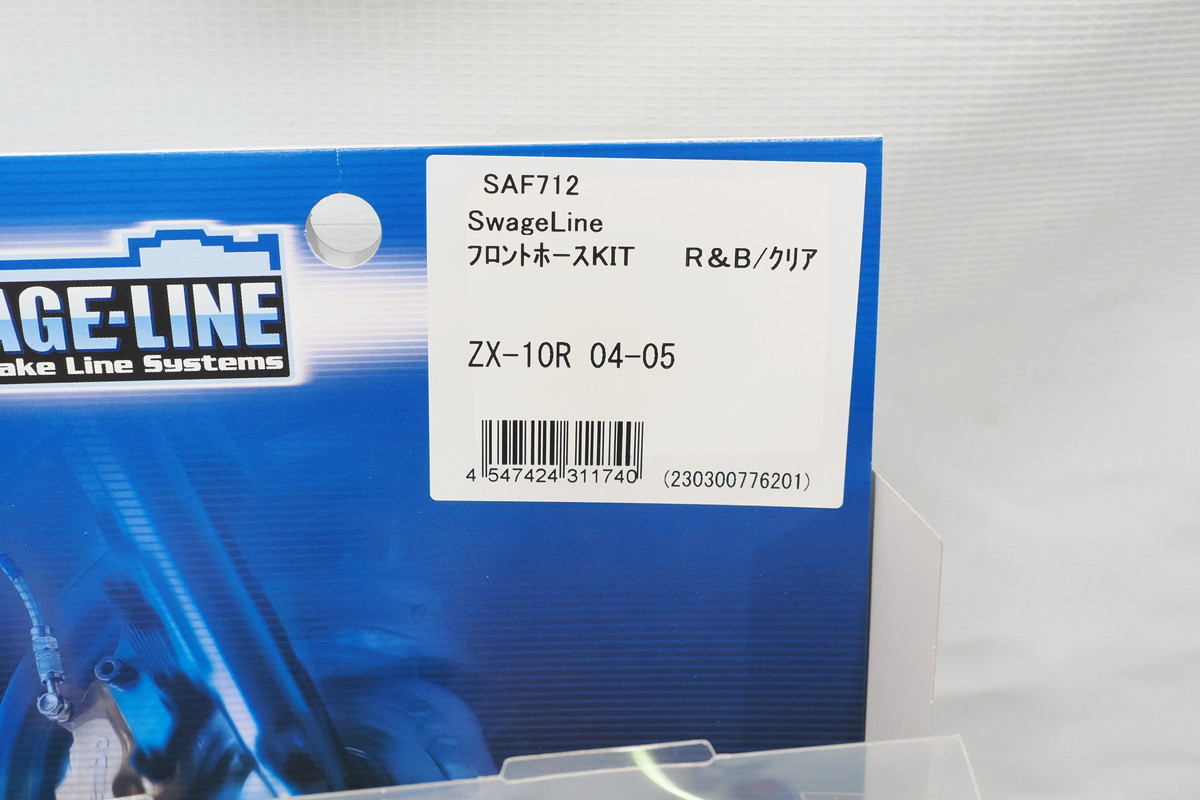 SAF712
SwageLine
フロントホースKIT R&B/クリア
ZX-10R 04-05
4 547424 311740 (230300776201)
AGE-LINE
ake Line Systems